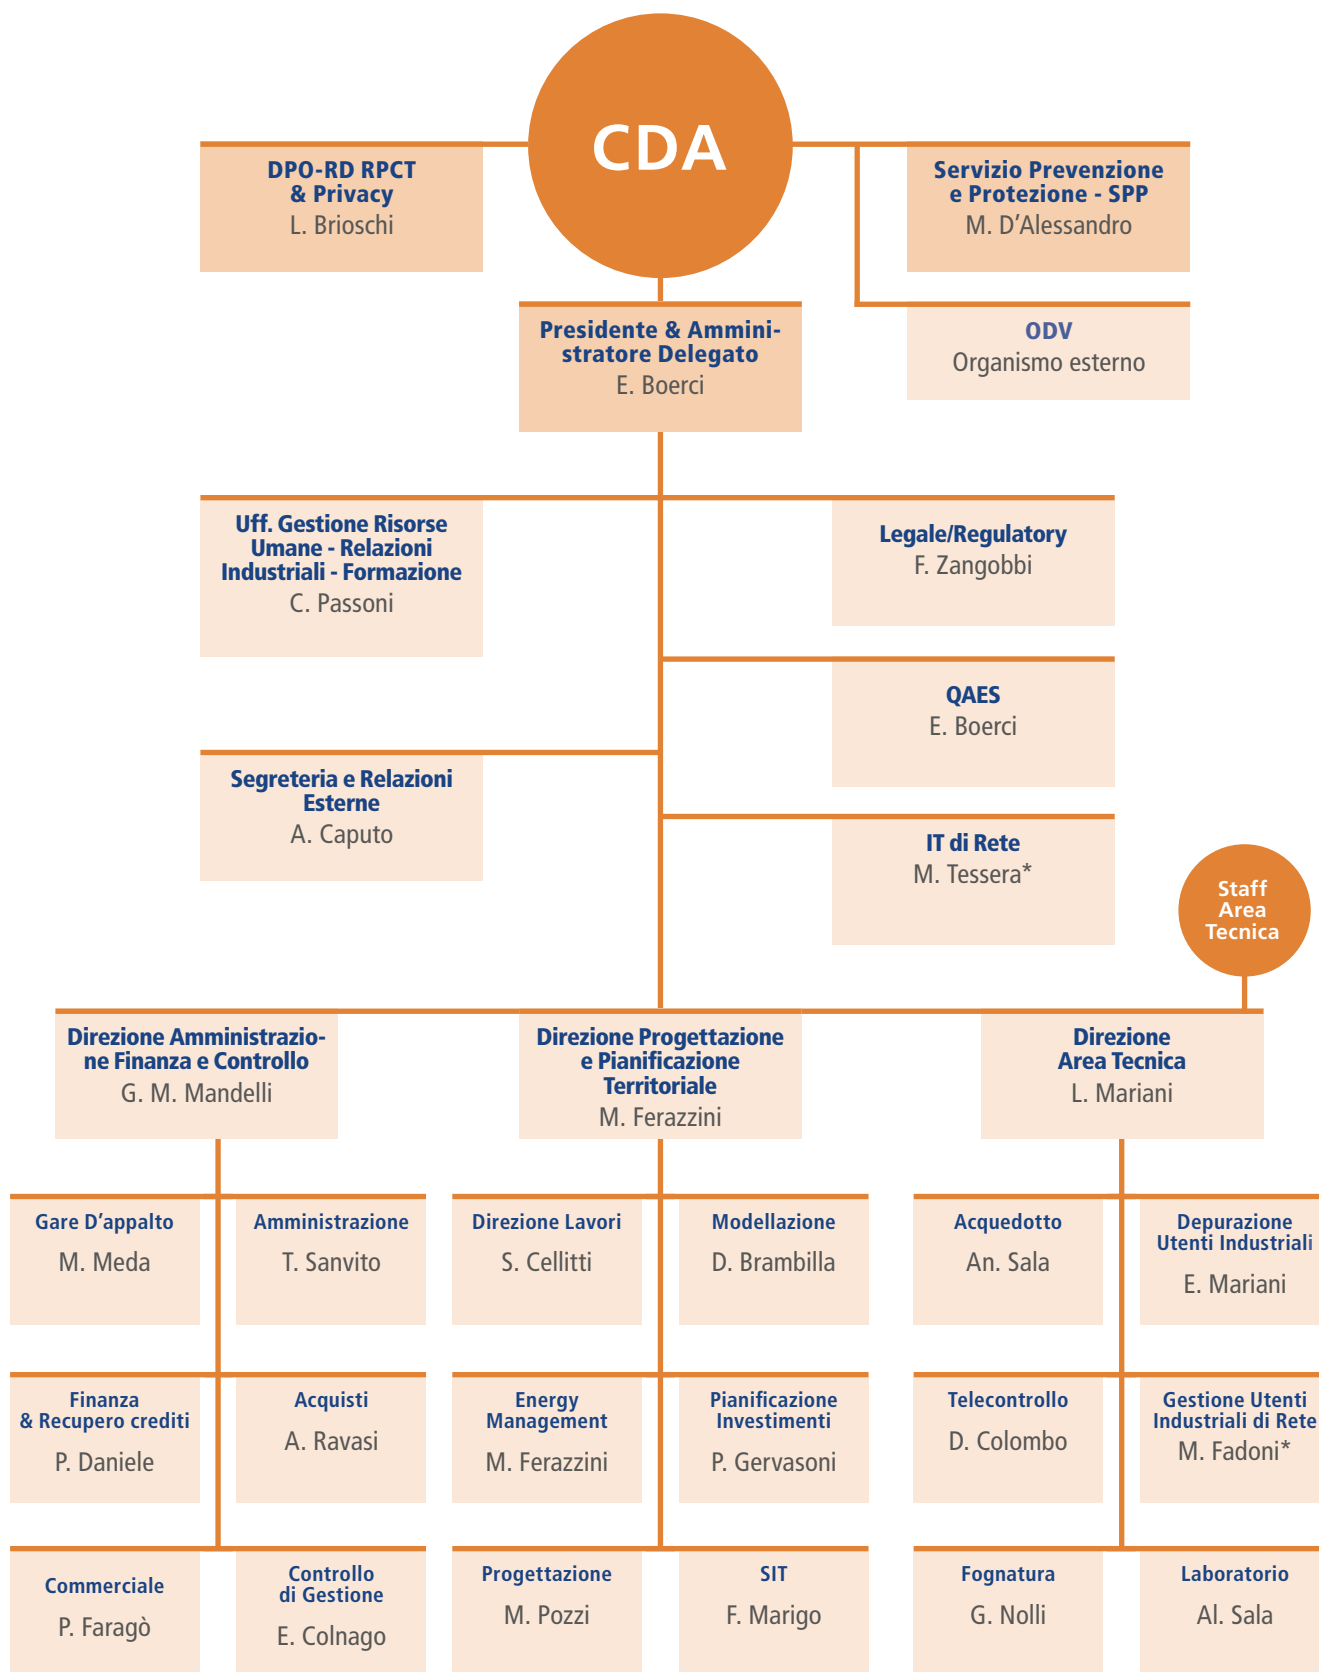 CDA
DPO-RD RPCT
& Privacy
L. Brioschi
Servizio Prevenzione
e Protezione - SPP
M. D’Alessandro
Presidente & Ammini-
stratore Delegato
E. Boerci
ODV
Organismo esterno
Uff. Gestione Risorse
Umane - Relazioni
Industriali - Formazione
C. Passoni
Legale/Regulatory
F. Zangobbi
QAES
E. Boerci
Segreteria e Relazioni
Esterne
A. Caputo
IT di Rete
M. Tessera*
Staff
Area
Tecnica
Direzione Amministrazio-
ne Finanza e Controllo
G. M. Mandelli
Direzione Progettazione
e Pianificazione
Territoriale
M. Ferazzini
Direzione
Area Tecnica
L. Mariani
Gare D’appalto
M. Meda
Amministrazione
T. Sanvito
Direzione Lavori
S. Cellitti
Modellazione
D. Brambilla
Acquedotto
An. Sala
Depurazione
Utenti Industriali
E. Mariani
Finanza
& Recupero crediti
P. Daniele
Acquisti
A. Ravasi
Energy
Management
M. Ferazzini
Pianificazione
Investimenti
P. Gervasoni
Telecontrollo
D. Colombo
Gestione Utenti
Industriali di Rete
M. Fadoni*
Commerciale
P. Faragò
Controllo
di Gestione
E. Colnago
Progettazione
M. Pozzi
SIT
F. Marigo
Fognatura
G. Nolli
Laboratorio
Al. Sala